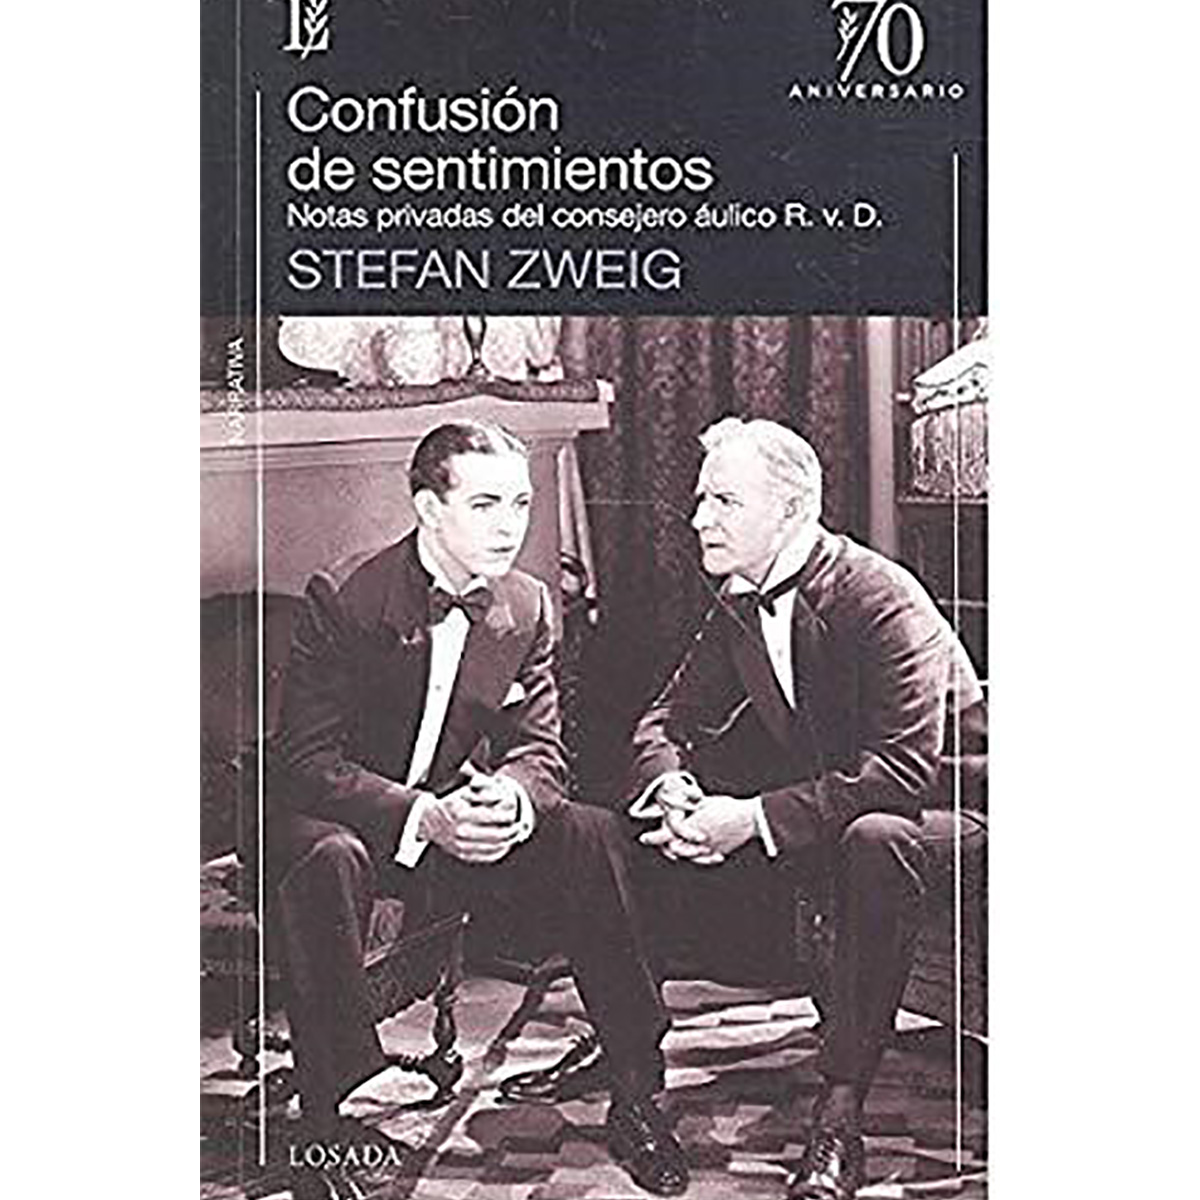 70
ANIVERSARIO
Confusión
de sentimientos
Notas privadas del consejero áulico R. v. D.
STEFAN ZWEIG
NARRATIVA
LOSADA